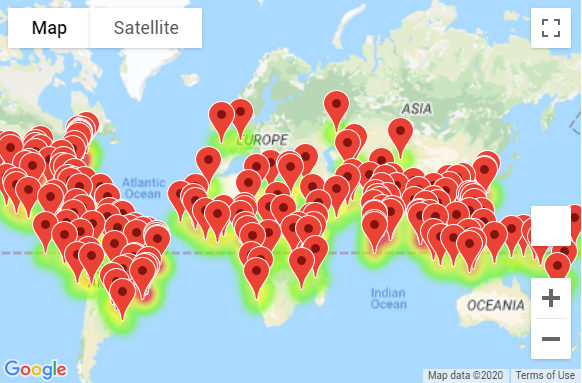 Map
Satellite
ASIA
EUROPE
Atlantic
Ocean
Indian
Ocean
OCEANIA
Google
Map data ©2020
Terms of Use